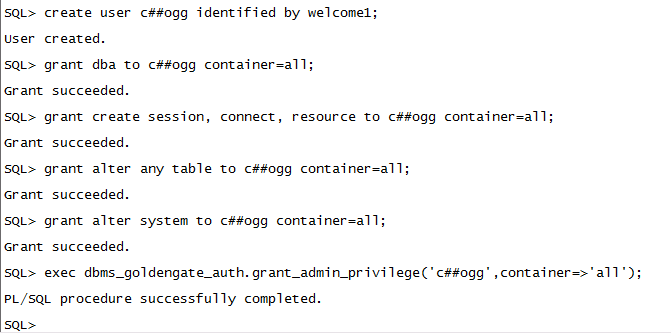 SQL> create user c##ogg identified by welcome1;
User created.
SQL> grant dba to c##ogg container=all;
Grant succeeded.
SQL> grant create session, connect, resource to c##ogg container=all;
Grant succeeded.
SQL> grant alter any table to c##ogg container=all;
Grant succeeded.
SQL> grant alter system to c##ogg container=all;
Grant succeeded.
SQL> exec dbms_goldengate_auth.grant_admin_privilege('c##ogg',container=>'all');
PL/SQL procedure successfully completed.
SQL>